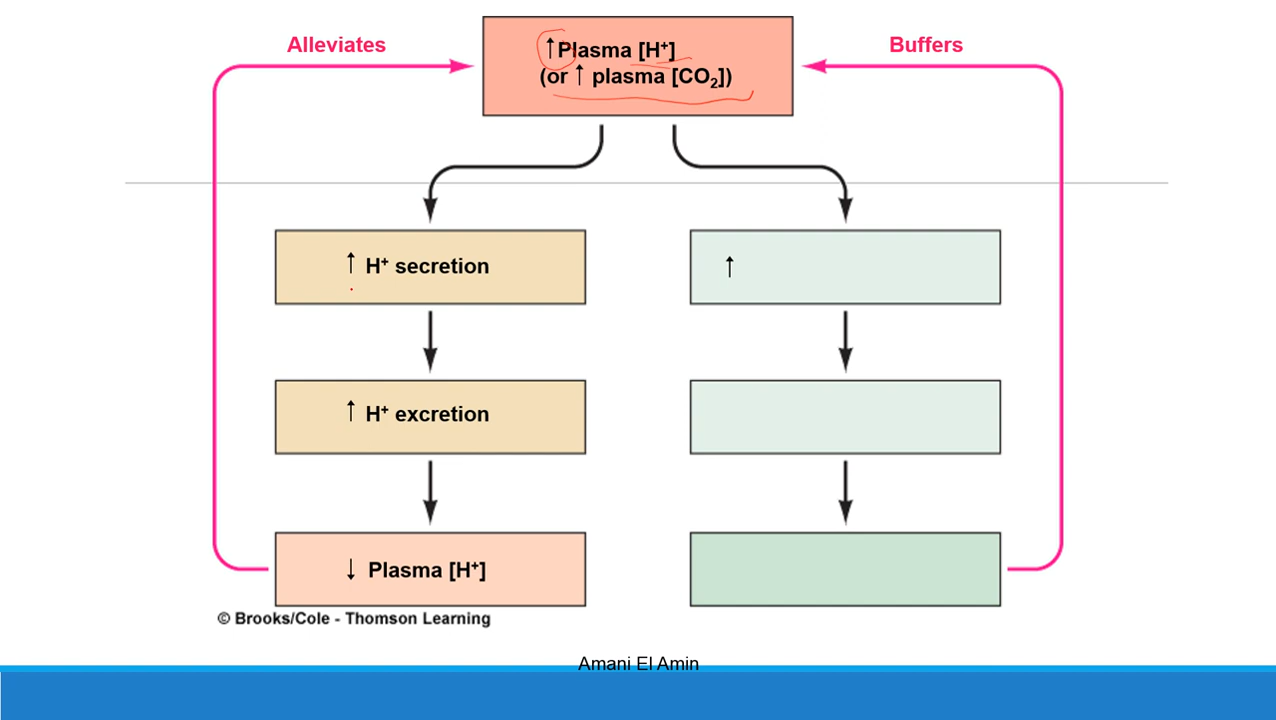 Alleviates
↑Plasma [H⁺]
(or ↑ plasma [CO₂])
Buffers
↑ H⁺ secretion
↑
↑ H⁺ excretion
↓ Plasma [H⁺]
© Brooks/Cole - Thomson Learning
Amani El Amin